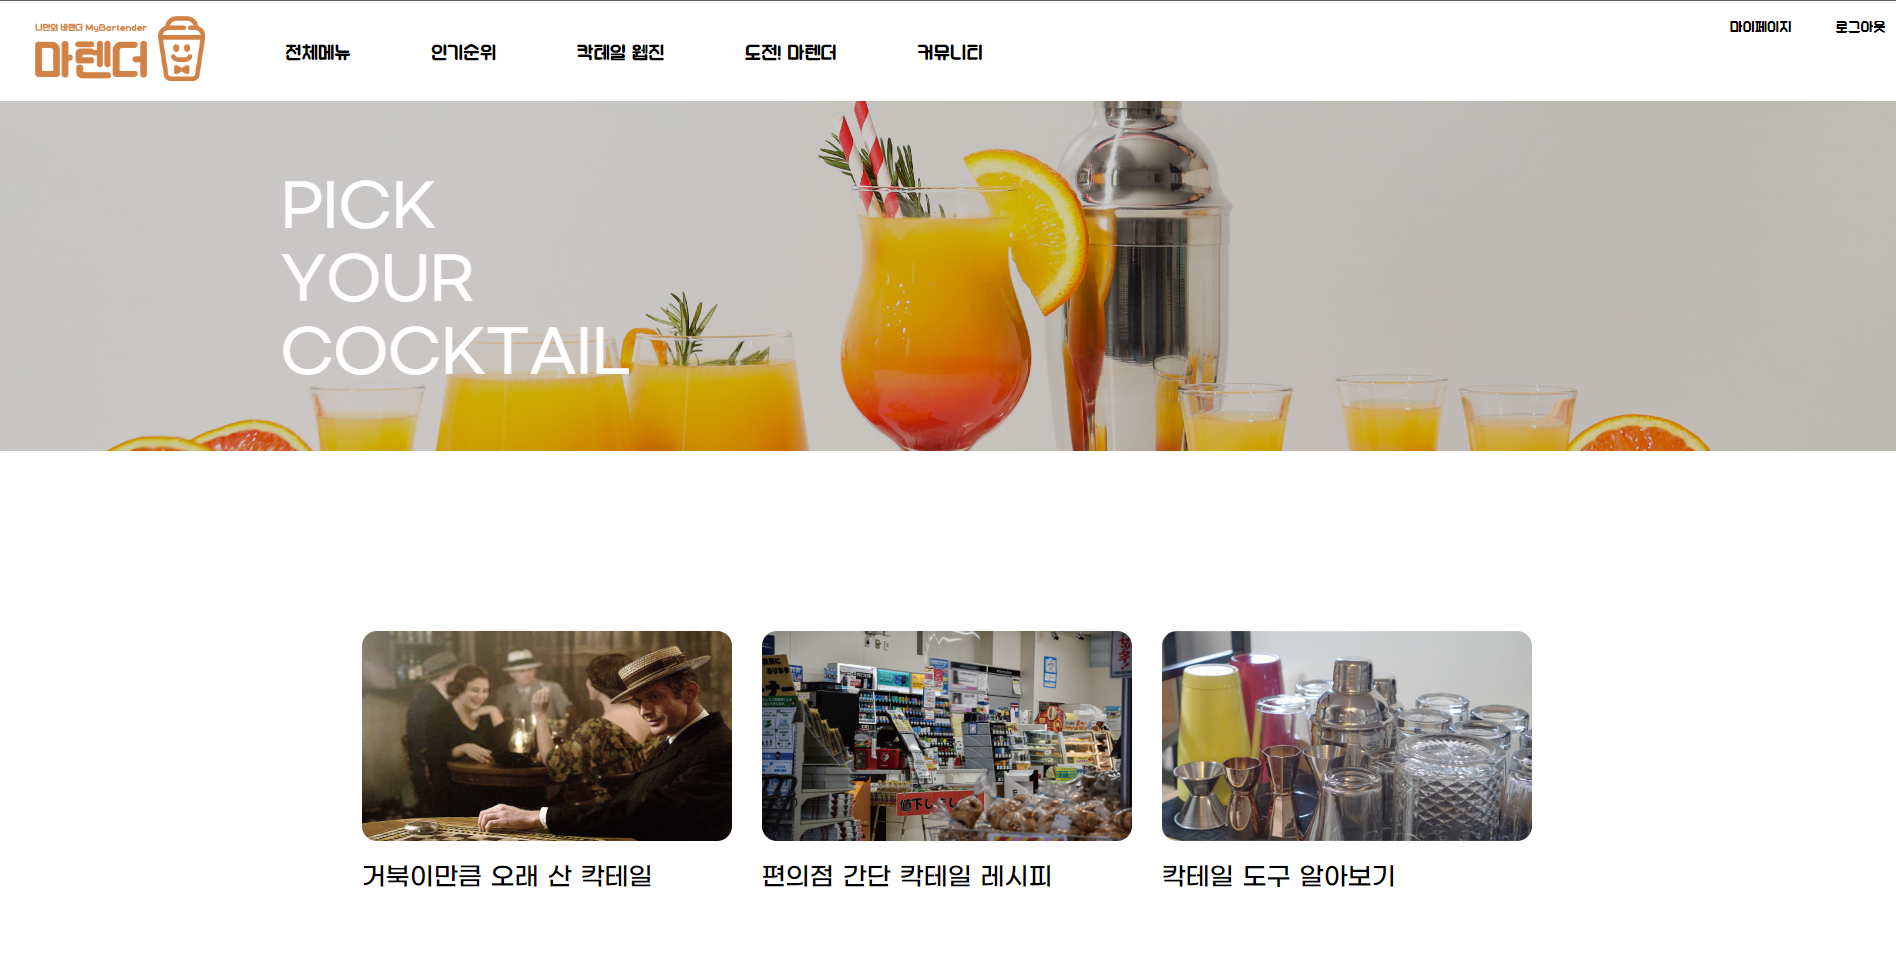 나만의 바텐더 MyBartender
마텐더
전체메뉴
인기순위
칵테일 웹진
도전! 마텐더
커뮤니티
마이페이지
로그아웃
PICK
YOUR
COCKTAIL
値下し
거북이만큼 오래 산 칵테일
편의점 간단 칵테일 레시피
칵테일 도구 알아보기